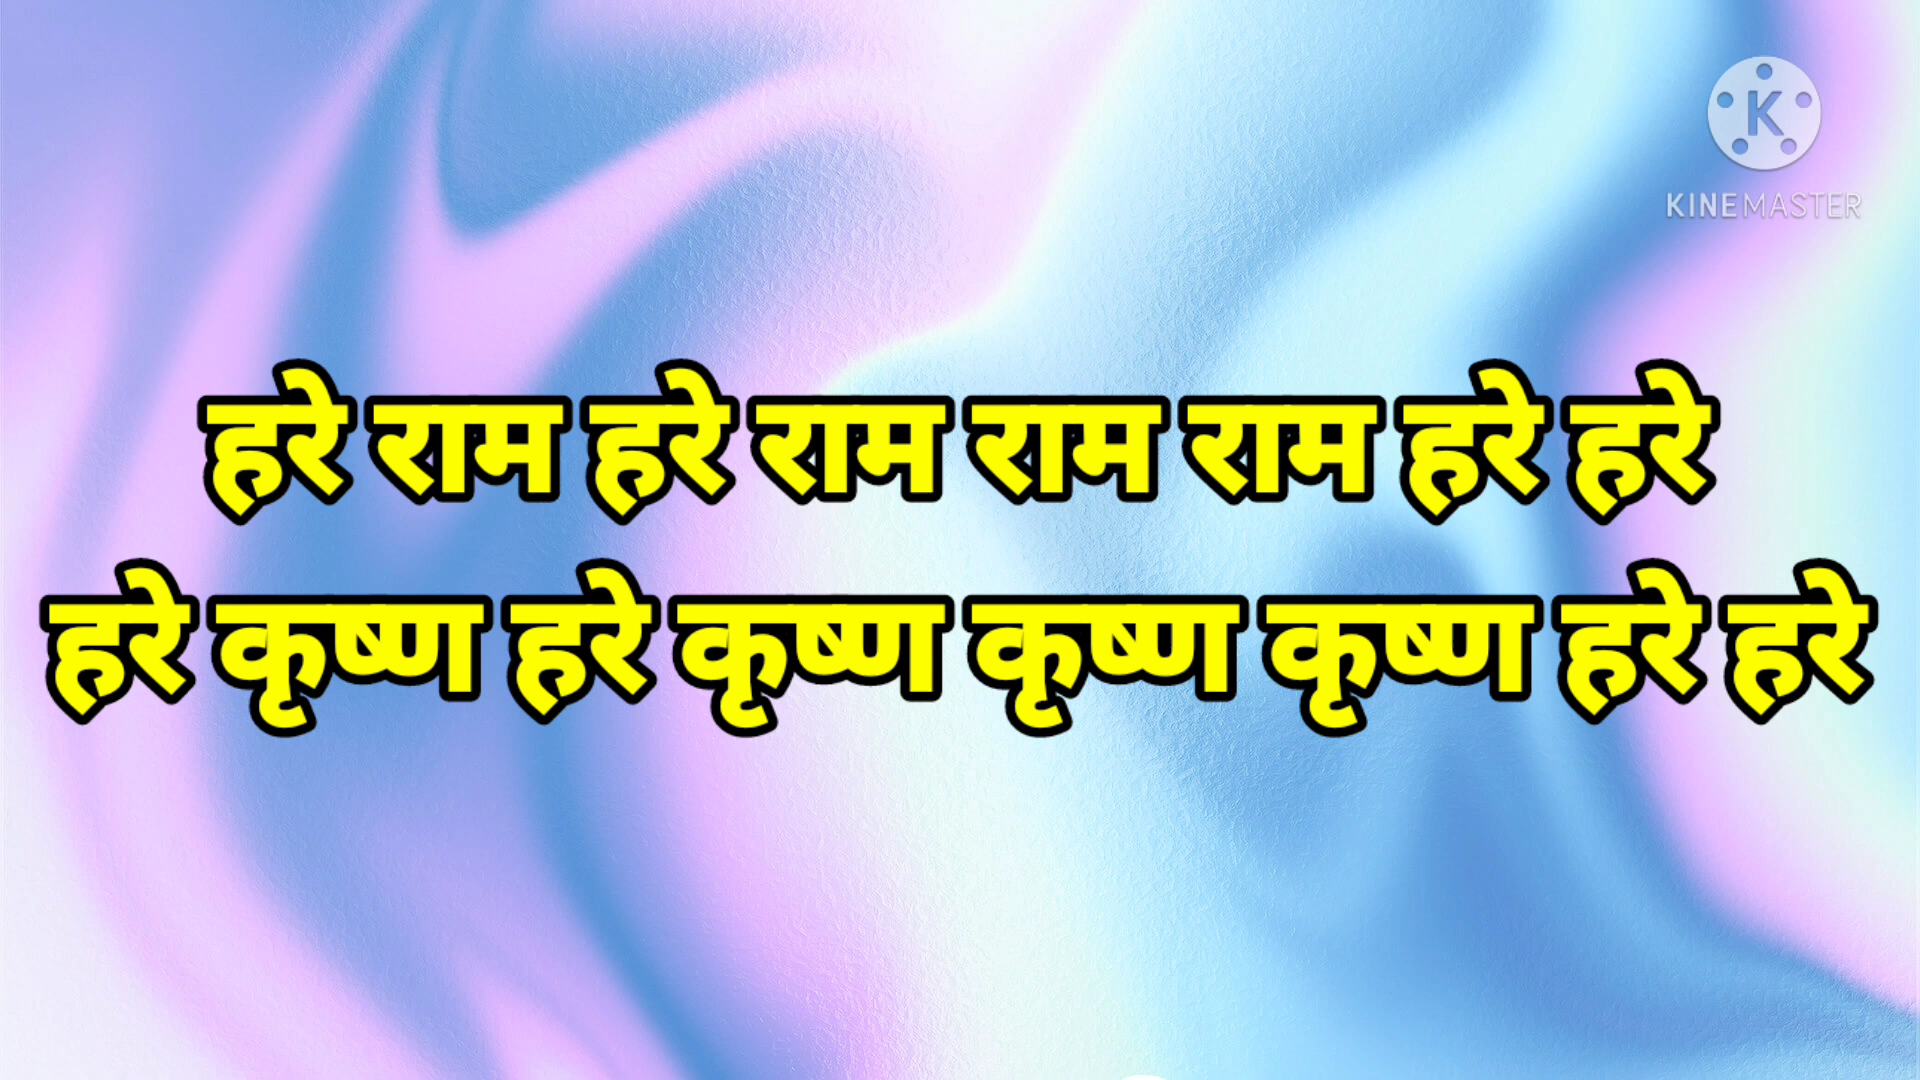 K
KINEMASTER
हरे राम हरे राम राम राम हरे हरे
हरे कृष्ण हरे कृष्ण कृष्ण कृष्ण हरे हरे